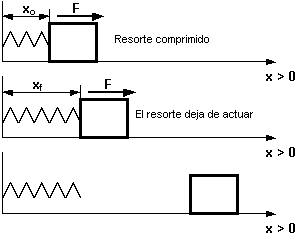 xo F
Resorte comprimido
x > 0
xf F
El resorte deja de actuar
x > 0
x > 0